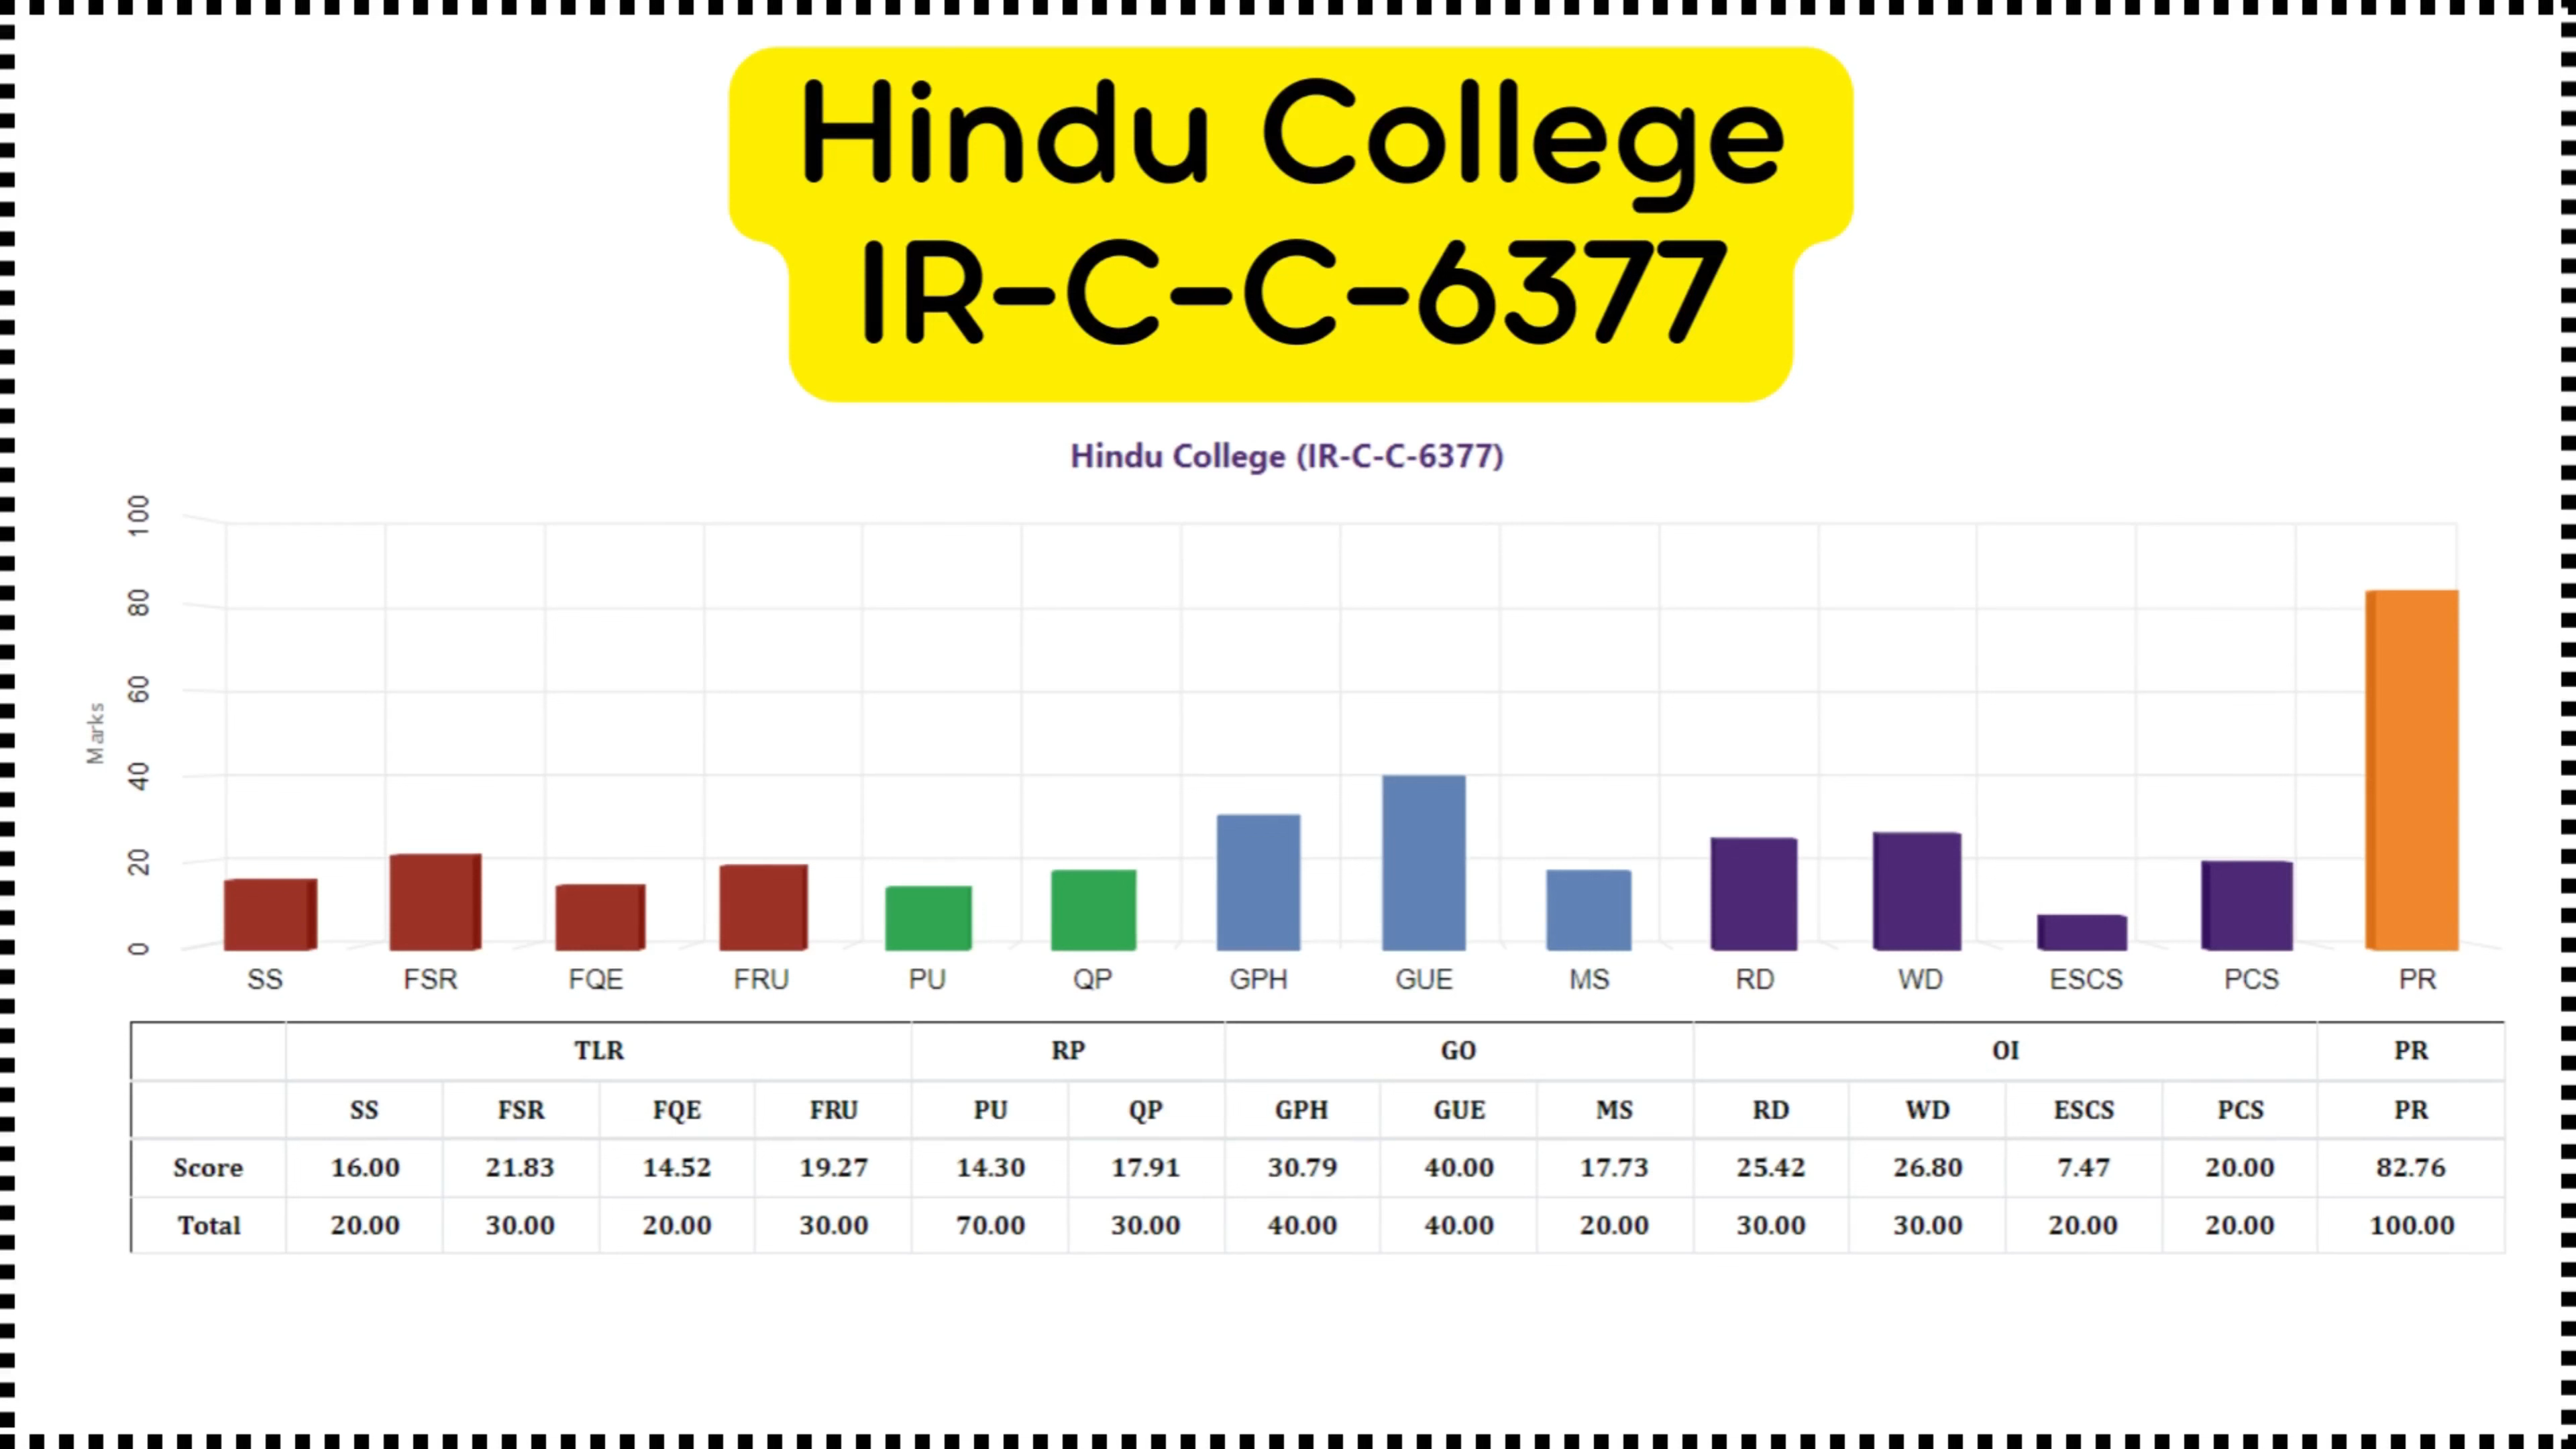 Hindu College
IR-C-C-6377
Hindu College (IR-C-C-6377)
Marks
100
80
60
40
20
0
SS FSR FQE FRU PU QP GPH GUE MS RD WD ESCS PCS PR
TLR RP GO OI PR
SS FSR FQE FRU PU QP GPH GUE MS RD WD ESCS PCS PR
Score 16.00 21.83 14.52 19.27 14.30 17.91 30.79 40.00 17.73 25.42 26.80 7.47 20.00 82.76
Total 20.00 30.00 20.00 30.00 70.00 30.00 40.00 40.00 20.00 30.00 30.00 20.00 20.00 100.00